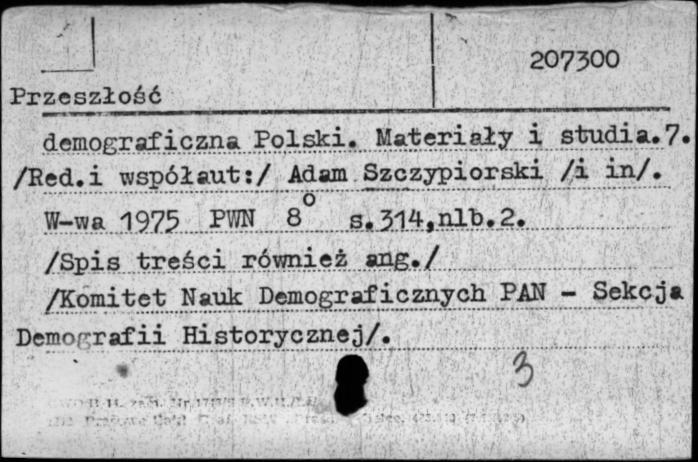 207300
Przeszłość
demograficzna Polski. Materiały i studia.7.
/Red.i współaut:/ Adam Szczypiorski /i in/.
W-wa 1975 PWN 8° s.314,nlb.2.
/Spis treści również ang./
/Komitet Nauk Demograficznych PAN - Sekcja
Demografii Historycznej/.
3